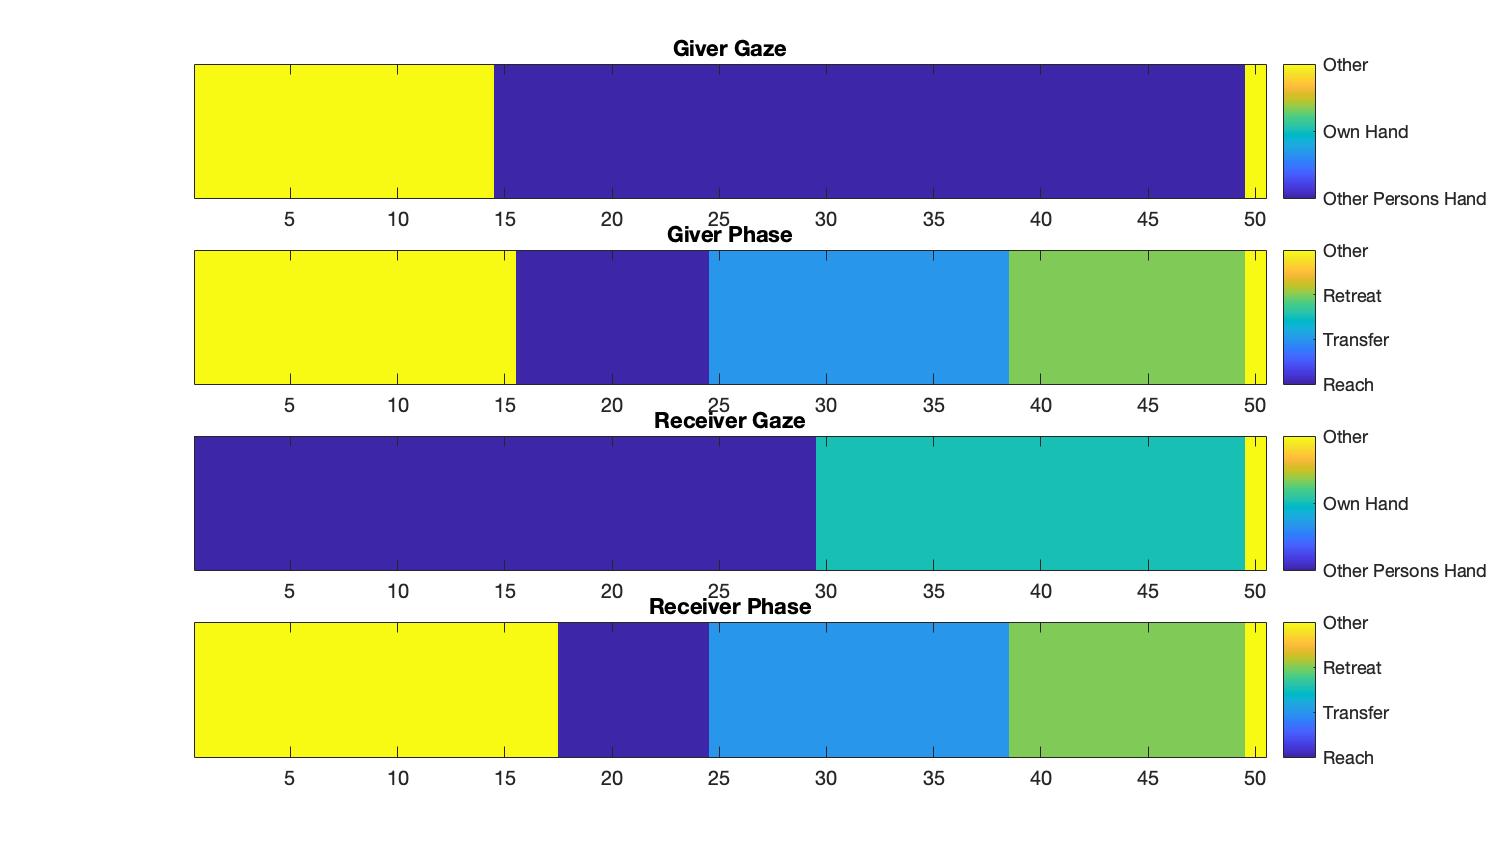 Giver Gaze
Other
Own Hand
Other Persons Hand
5 10 15 20 25 30 35 40 45 50
Giver Phase
Other
Retreat
Transfer
Reach
5 10 15 20 25 30 35 40 45 50
Receiver Gaze
Other
Own Hand
Other Persons Hand
5 10 15 20 25 30 35 40 45 50
Receiver Phase
Other
Retreat
Transfer
Reach
5 10 15 20 25 30 35 40 45 50